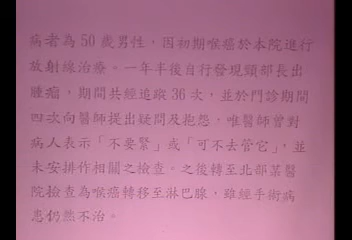 病者為50歲男性，因初期喉癌於本院進行
放射線治療。一年半後自行發現頸部長出
腫瘤，期間共經追蹤36次，並於門診期間
四次向醫師提出疑問及抱怨，唯醫師曾對
病人表示「不要緊」或「可不去管它」，並
未安排作相關之檢查。之後轉至北部某醫
院檢查為喉癌轉移至淋巴腺，雖經手術病
患仍然不治。